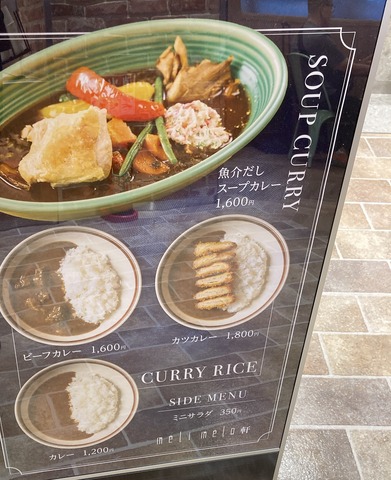 SOUP CURRY
魚介だし
スープカレー
1,600円
ビーフカレー 1,600円
カツカレー 1,800円
CURRY RICE
SIDE MENU
ミニサラダ 350円
カレー 1,200円
meli melo 軒